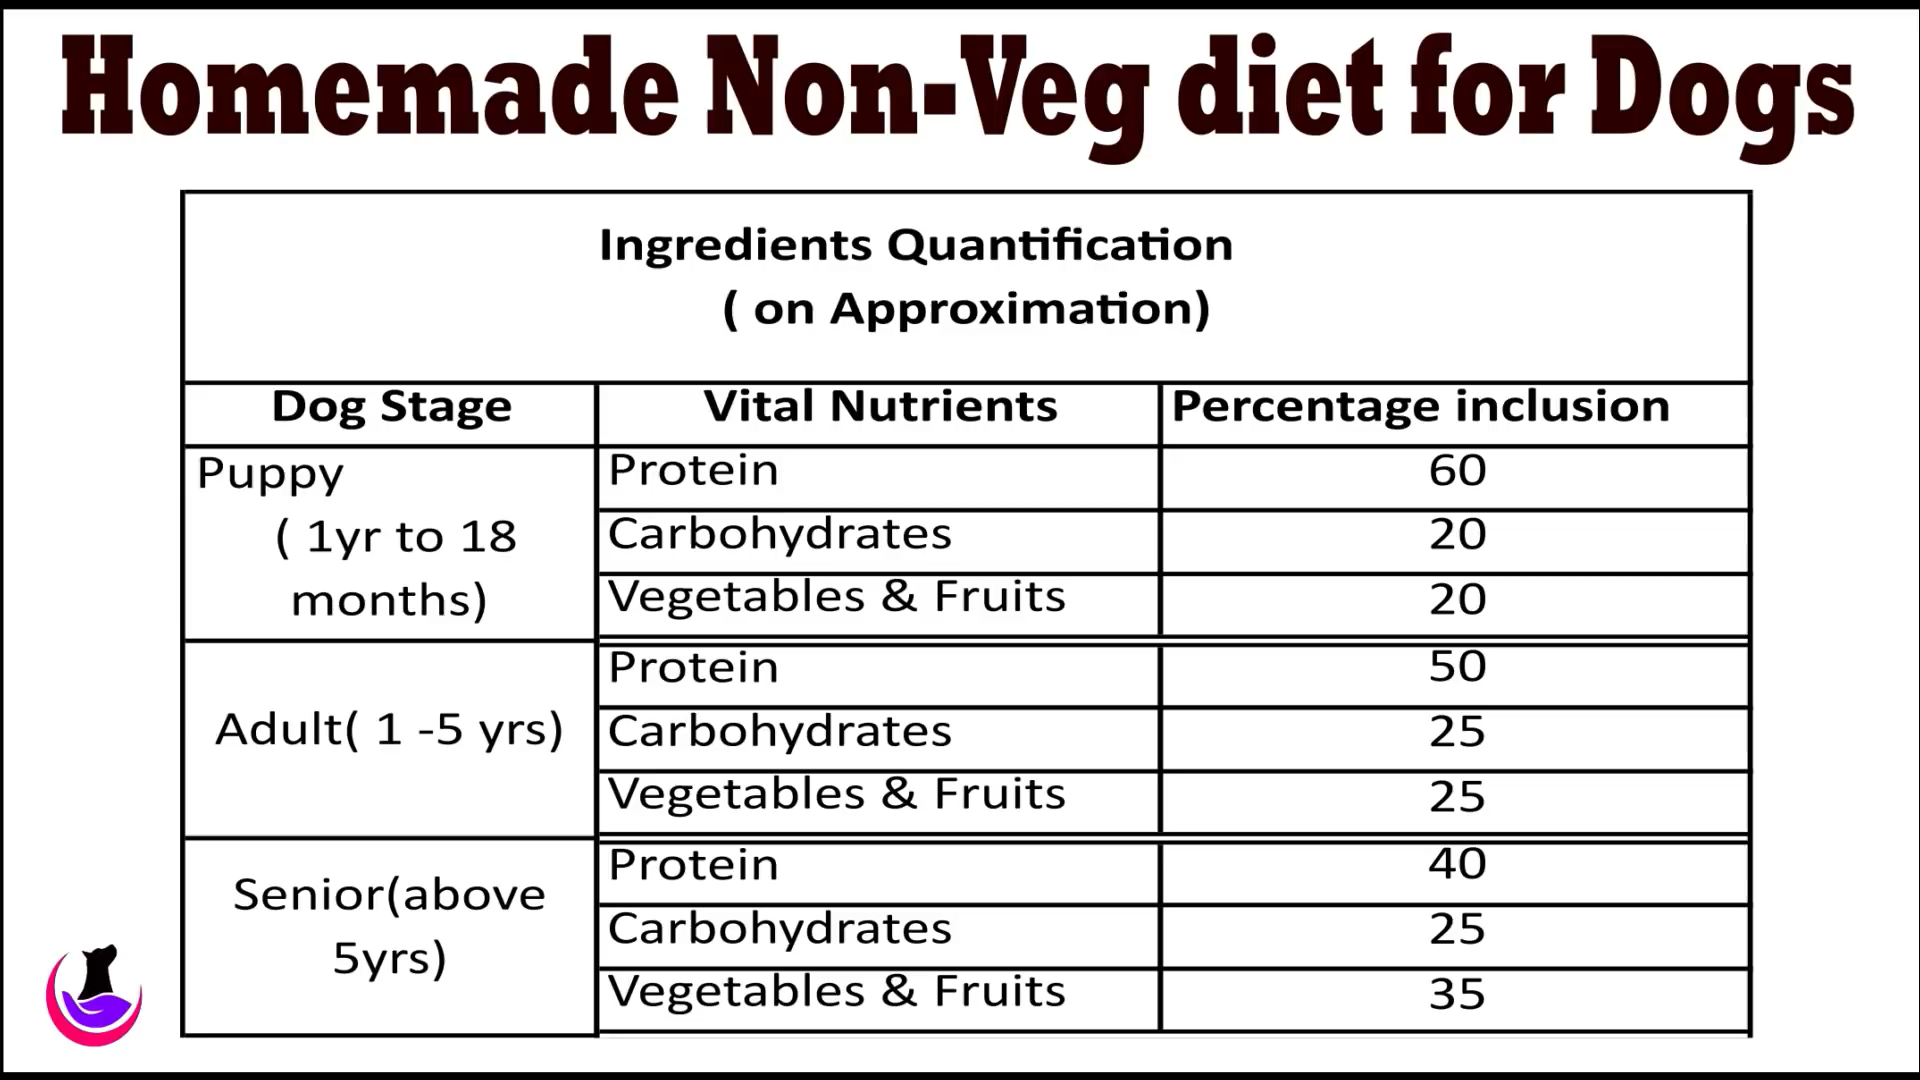 Homemade Non-Veg diet for Dogs
Ingredients Quantification
( on Approximation)
Dog Stage Vital Nutrients Percentage inclusion
Puppy
( 1yr to 18
months)
Protein 60
Carbohydrates 20
Vegetables & Fruits 20
Adult( 1 -5 yrs)
Protein 50
Carbohydrates 25
Vegetables & Fruits 25
Senior(above
5yrs)
Protein 40
Carbohydrates 25
Vegetables & Fruits 35